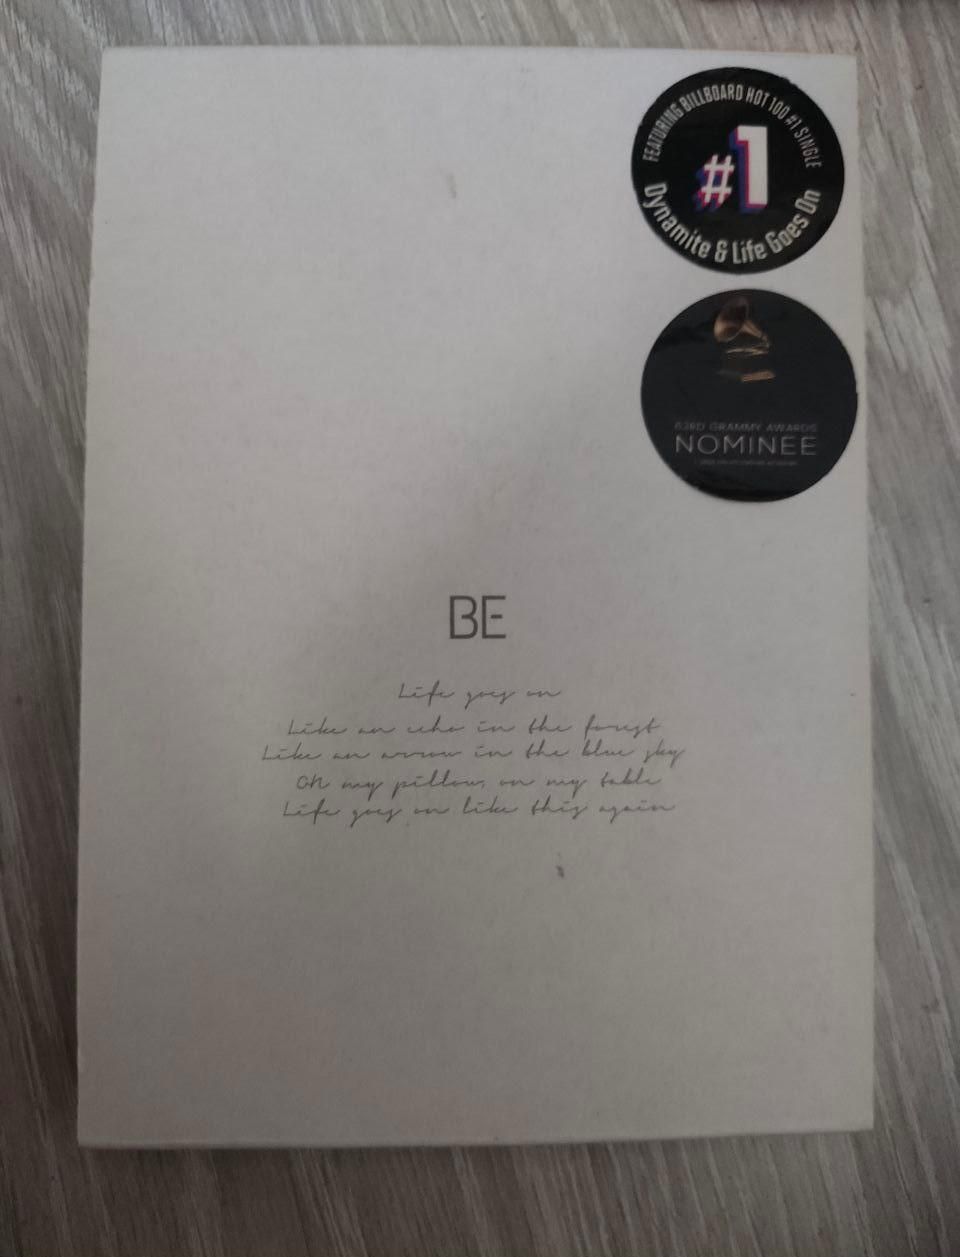 FEATURING BILLBOARD HOT 100 #1 SINGLE
#1
Dynamite & Life Goes On
63RD GRAMMY AWARDS
NOMINEE
BE
Life goes on
Like an echo in the forest
Like an arrow in the blue sky
On my pillow, on my table
Life goes on like this again